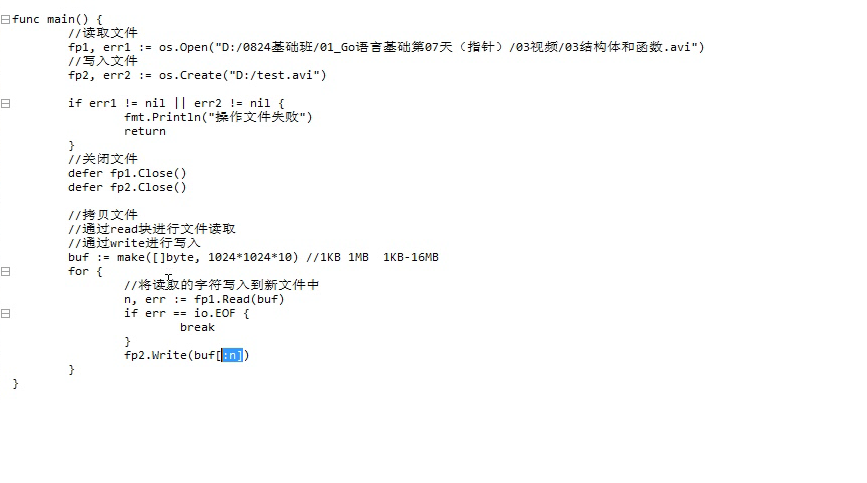 func main() {
//读取文件
fp1, err1 := os.Open("D:/0824基础班/01_Go语言基础第07天（指针）/03视频/03结构体和函数.avi")
//写入文件
fp2, err2 := os.Create("D:/test.avi")
if err1 != nil || err2 != nil {
fmt.Println("操作文件失败")
return
}
//关闭文件
defer fp1.Close()
defer fp2.Close()
//拷贝文件
//通过read块进行文件读取
//通过write进行写入
buf := make([]byte, 1024*1024*10) //1KB 1MB  1KB-16MB
for {
//将读取的字符写入到新文件中
n, err := fp1.Read(buf)
if err == io.EOF {
break
}
fp2.Write(buf[:n])
}
}